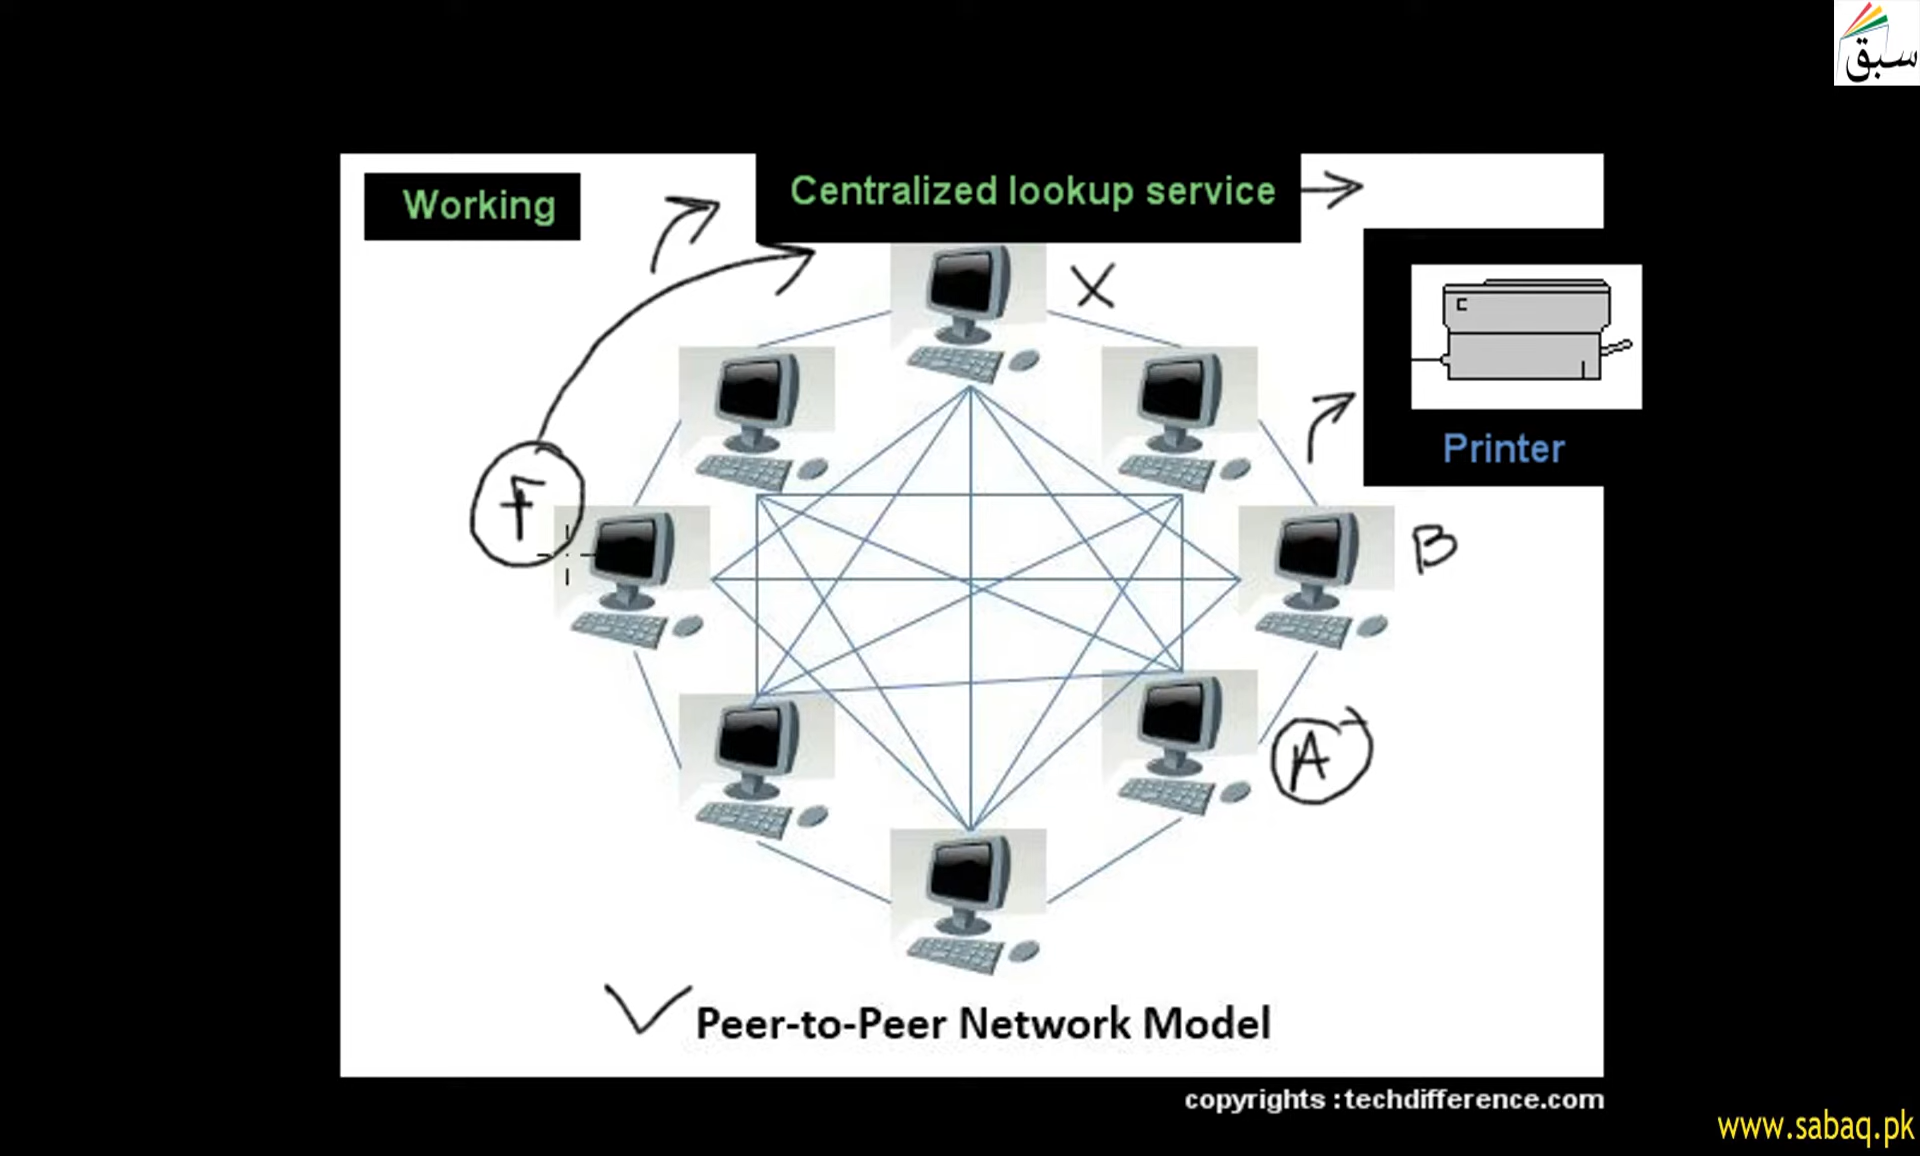 سبق
Working
Centralized lookup service
X
C
Printer
F
B
A
Peer-to-Peer Network Model
copyrights : techdifference.com
www.sabaq.pk